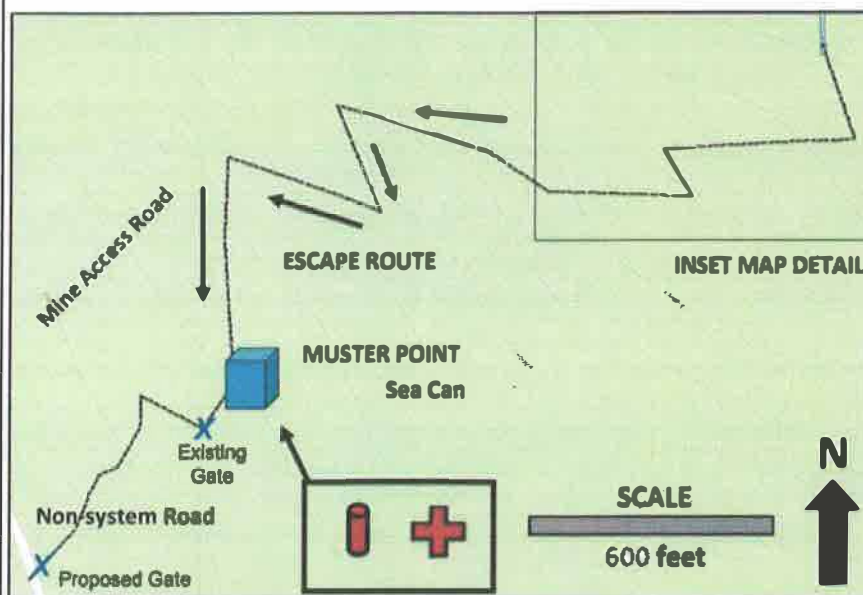 Mine Access Road
ESCAPE ROUTE
INSET MAP DETAIL
MUSTER POINT
Sea Can
Existing
Gate
Non-system Road
Proposed Gate
SCALE
600 feet
N